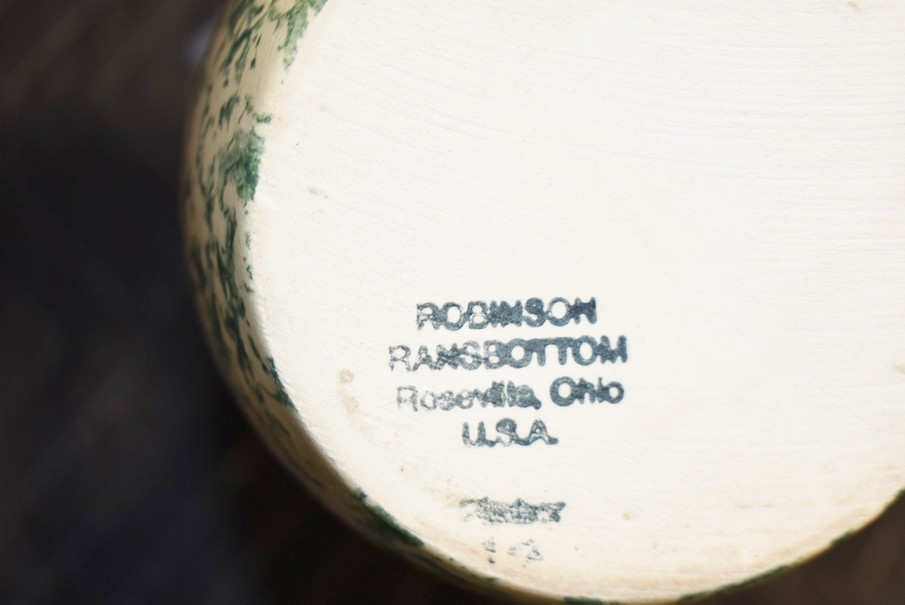 ROBINSON
RANSBOTTOM
Roseville, Ohio
U.S.A.